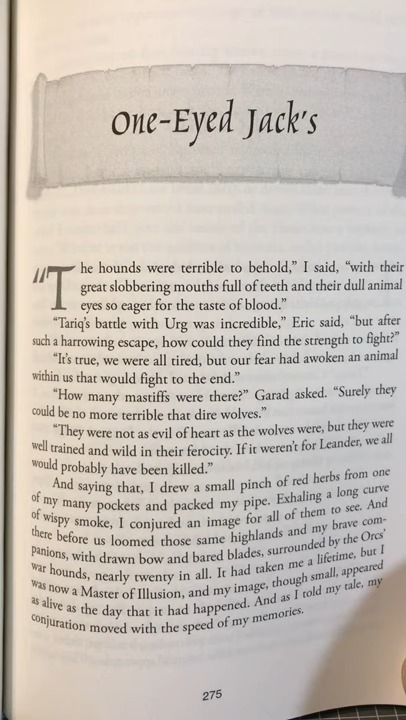 One-Eyed Jack's
"The hounds were terrible to behold," I said, "with their
great slobbering mouths full of teeth and their dull animal
eyes so eager for the taste of blood."
"Tariq's battle with Urg was incredible," Eric said, "but after
such a harrowing escape, how could they find the strength to fight?"
"It's true, we were all tired, but our fear had awoken an animal
within us that would fight to the end."
"How many mastiffs were there?" Garad asked. "Surely they
could be no more terrible that dire wolves."
"They were not as evil of heart as the wolves were, but they were
well trained and wild in their ferocity. If it weren't for Leander, we all
would probably have been killed."
And saying that, I drew a small pinch of red herbs from one
of my many pockets and packed my pipe. Exhaling a long curve
of wispy smoke, I conjured an image for all of them to see. And
there before us loomed those same highlands and my brave com-
panions, with drawn bow and bared blades, surrounded by the Orcs'
war hounds, nearly twenty in all. It had taken me a lifetime, but I
was now a Master of Illusion, and my image, though small, appeared
as alive as the day that it had happened. And as I told my tale, my
conjuration moved with the speed of my memories.
275